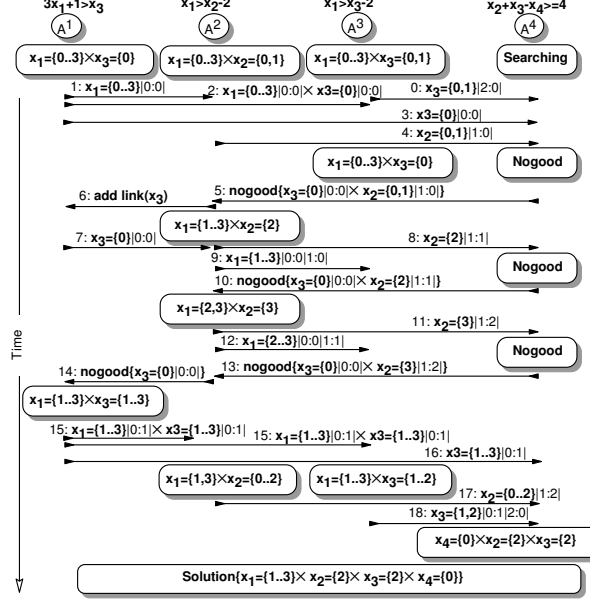 3x1+1>x3 x1>x2-2 x1>x3-2 x2+x3-x4>=4
A1 A2 A3 A4
x1={0..3}×x3={0} x1={0..3}×x2={0,1} x1={0..3}×x3={0,1} Searching
1: x1={0..3}|0:0| 2: x1={0..3}|0:0|× x3={0}|0:0| 0: x3={0,1}|2:0|
3: x3={0}|0:0|
4: x2={0,1}|1:0|
x1={0..3}×x3={0} Nogood
6: add link(x3) 5: nogood{x3={0}|0:0|× x2={0,1}|1:0|}
x1={1..3}×x2={2}
7: x3={0}|0:0| 8: x2={2}|1:1|
9: x1={1..3}|0:0|1:0| Nogood
10: nogood{x3={0}|0:0|× x2={2}|1:1|}
x1={2,3}×x2={3}
11: x2={3}|1:2|
12: x1={2..3}|0:0|1:1| Nogood
Time
14: nogood{x3={0}|0:0|} 13: nogood{x3={0}|0:0|× x2={3}|1:2|}
x1={1..3}×x3={1..3}
15: x1={1..3}|0:1|× x3={1..3}|0:1| 15: x1={1..3}|0:1|× x3={1..3}|0:1|
16: x3={1..3}|0:1|
x1={1,3}×x2={0..2} x1={1..3}×x3={1..2}
17: x2={0..2}|1:2|
18: x3={1,2}|0:1|2:0|
x4={0}×x2={2}×x3={2}
Solution{x1={1..3}× x2={2}× x3={2}× x4={0}}